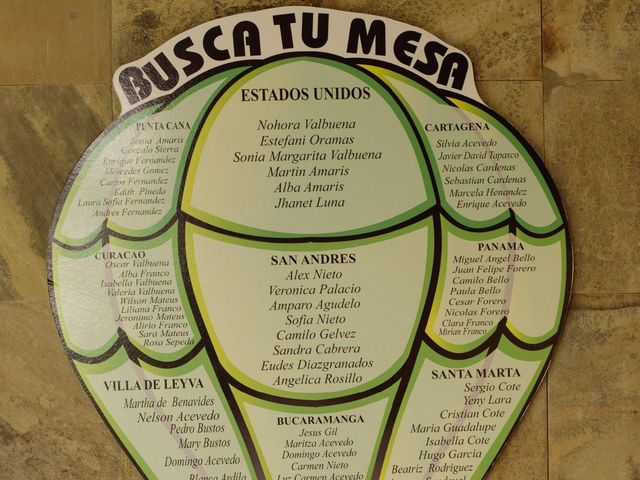 BUSCA TU MESA
ESTADOS UNIDOS
Nohora Valbuena
Estefani Oramas
Sonia Margarita Valbuena
Martin Amaris
Alba Amaris
Jhanet Luna
PUNTA CANA
Sonia Amaris
Gonzalo Sierra
Enrique Fernandez
Mercedes Gomez
Carlos Fernandez
Edith Pineda
Laura Sofia Fernandez
Andres Fernandez
CARTAGENA
Silvia Acevedo
Javier David Tapasco
Nicolas Cardenas
Sebastian Cardenas
Marcela Henandez
Enrique Acevedo
CURACAO
Oscar Valbuena
Alba Franco
Isabella Valbuena
Valeria Valbuena
Wilson Mateus
Liliana Franco
Jeronimo Mateus
Alirio Franco
Sara Mateus
Rosa Sepeda
SAN ANDRES
Alex Nieto
Veronica Palacio
Amparo Agudelo
Sofia Nieto
Camilo Gelvez
Sandra Cabrera
Eudes Diazgranados
Angelica Rosillo
PANAMA
Miguel Angel Bello
Juan Felipe Forero
Camilo Bello
Paula Bello
Cesar Forero
Nicolas Forero
Clara Franco
Mirian Franco
VILLA DE LEYVA
Martha de Benavides
Nelson Acevedo
Pedro Bustos
Mary Bustos
Domingo Acevedo
Blanca Ardila
BUCARAMANGA
Jesus Gil
Maritza Acevedo
Domingo Acevedo
Carmen Nieto
Luz Carmen Acevedo
SANTA MARTA
Sergio Cote
Yeny Lara
Cristian Cote
Maria Guadalupe
Isabella Cote
Hugo Garcia
Beatriz Rodriguez
Sandoval